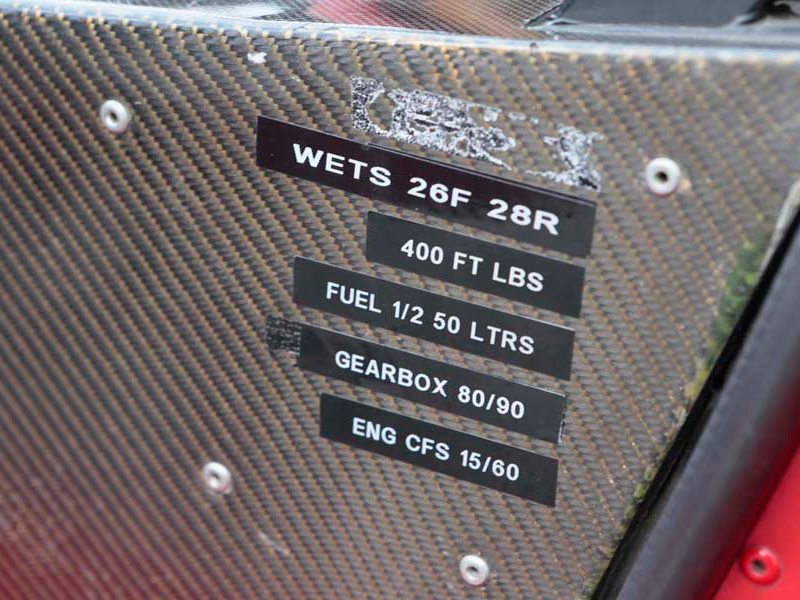 WETS 26F 28R
400 FT LBS
FUEL 1/2 50 LTRS
GEARBOX 80/90
ENG CFS 15/60